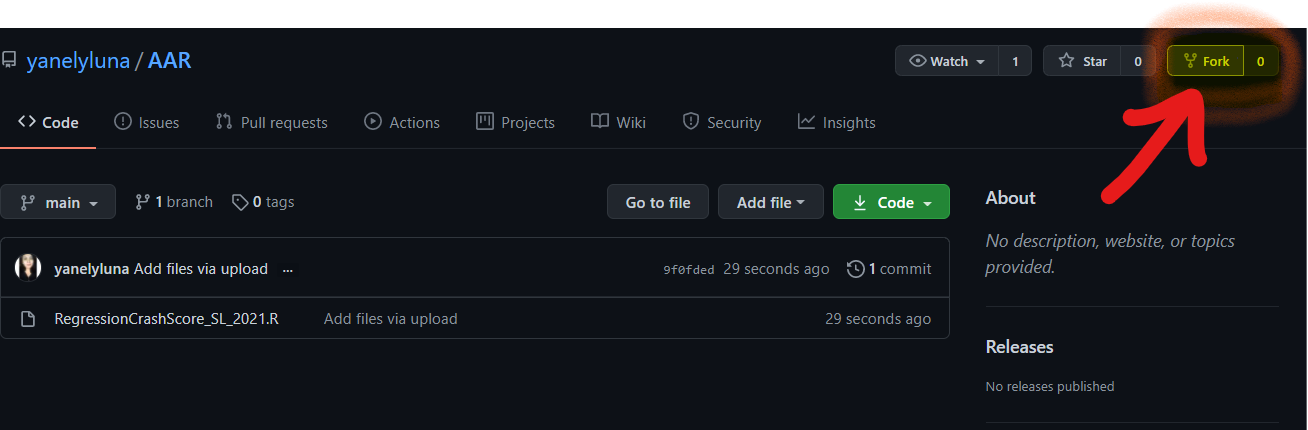 yanelyluna / AAR
Watch 1 Star 0 Fork 0
Code Issues Pull requests Actions Projects Wiki Security Insights
main 1 branch 0 tags Go to file Add file Code
yanelyluna Add files via upload ... 9f0fded 29 seconds ago 1 commit
RegressionCrashScore_SL_2021.R Add files via upload 29 seconds ago
About
No description, website, or topics
provided.
Releases
No releases published